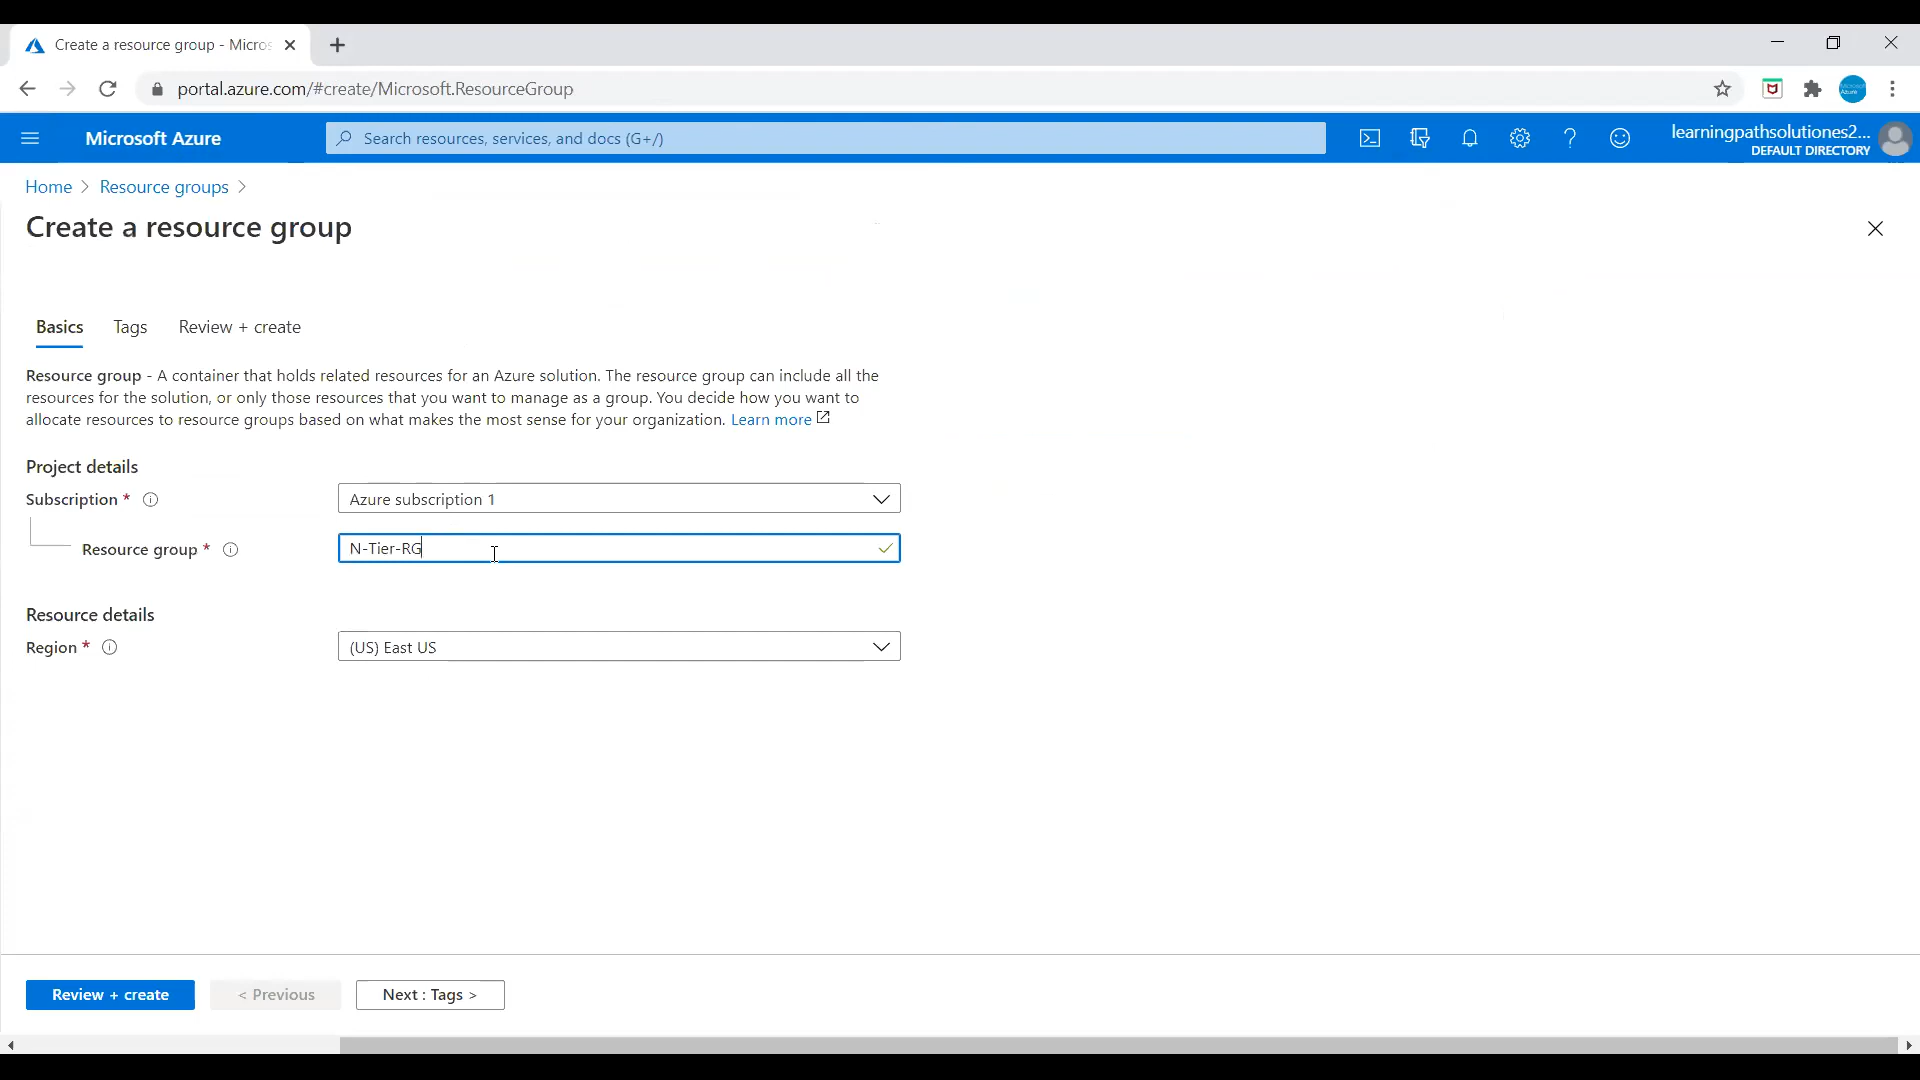 Create a resource group - Micros
portal.azure.com/#create/Microsoft.ResourceGroup
Microsoft Azure
Search resources, services, and docs (G+/)
learningpathsolutiones2...
DEFAULT DIRECTORY
Home > Resource groups >
Create a resource group
Basics
Tags
Review + create
Resource group - A container that holds related resources for an Azure solution. The resource group can include all the
resources for the solution, or only those resources that you want to manage as a group. You decide how you want to
allocate resources to resource groups based on what makes the most sense for your organization. Learn more
Project details
Subscription *
Azure subscription 1
Resource group *
N-Tier-RG
Resource details
Region *
(US) East US
Review + create
< Previous
Next : Tags >